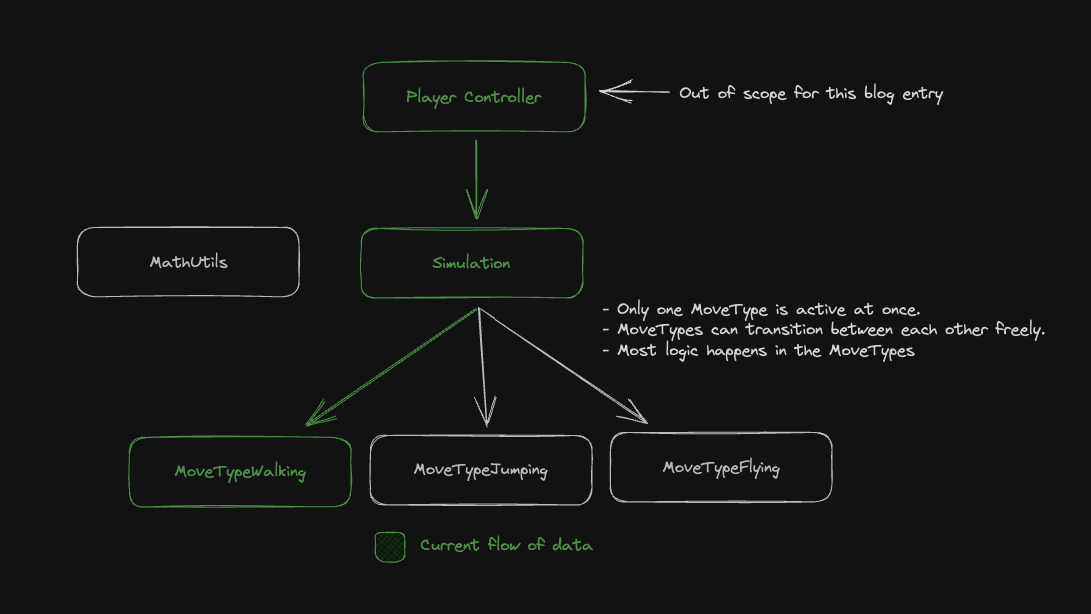 Player Controller
Out of scope for this blog entry
MathUtils
Simulation
- Only one MoveType is active at once.
- MoveTypes can transition between each other freely.
- Most logic happens in the MoveTypes
MoveTypeWalking
MoveTypeJumping
MoveTypeFlying
Current flow of data